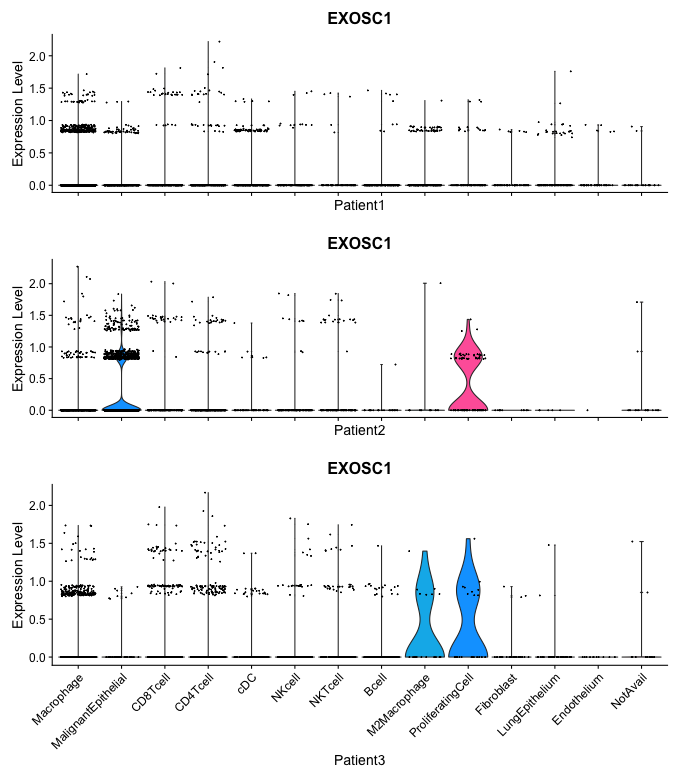 EXOSC1
Expression Level
2.0
1.5
1.0
0.5
0.0
Patient1
EXOSC1
Expression Level
2.0
1.5
1.0
0.5
0.0
Patient2
EXOSC1
Expression Level
2.0
1.5
1.0
0.5
0.0
Macrophage
MalignantEpithelial
CD8Tcell
CD4Tcell
cDC
NKcell
NKTcell
Bcell
M2Macrophage
ProliferatingCell
Fibroblast
LungEpithelium
Endothelium
NotAvail
Patient3